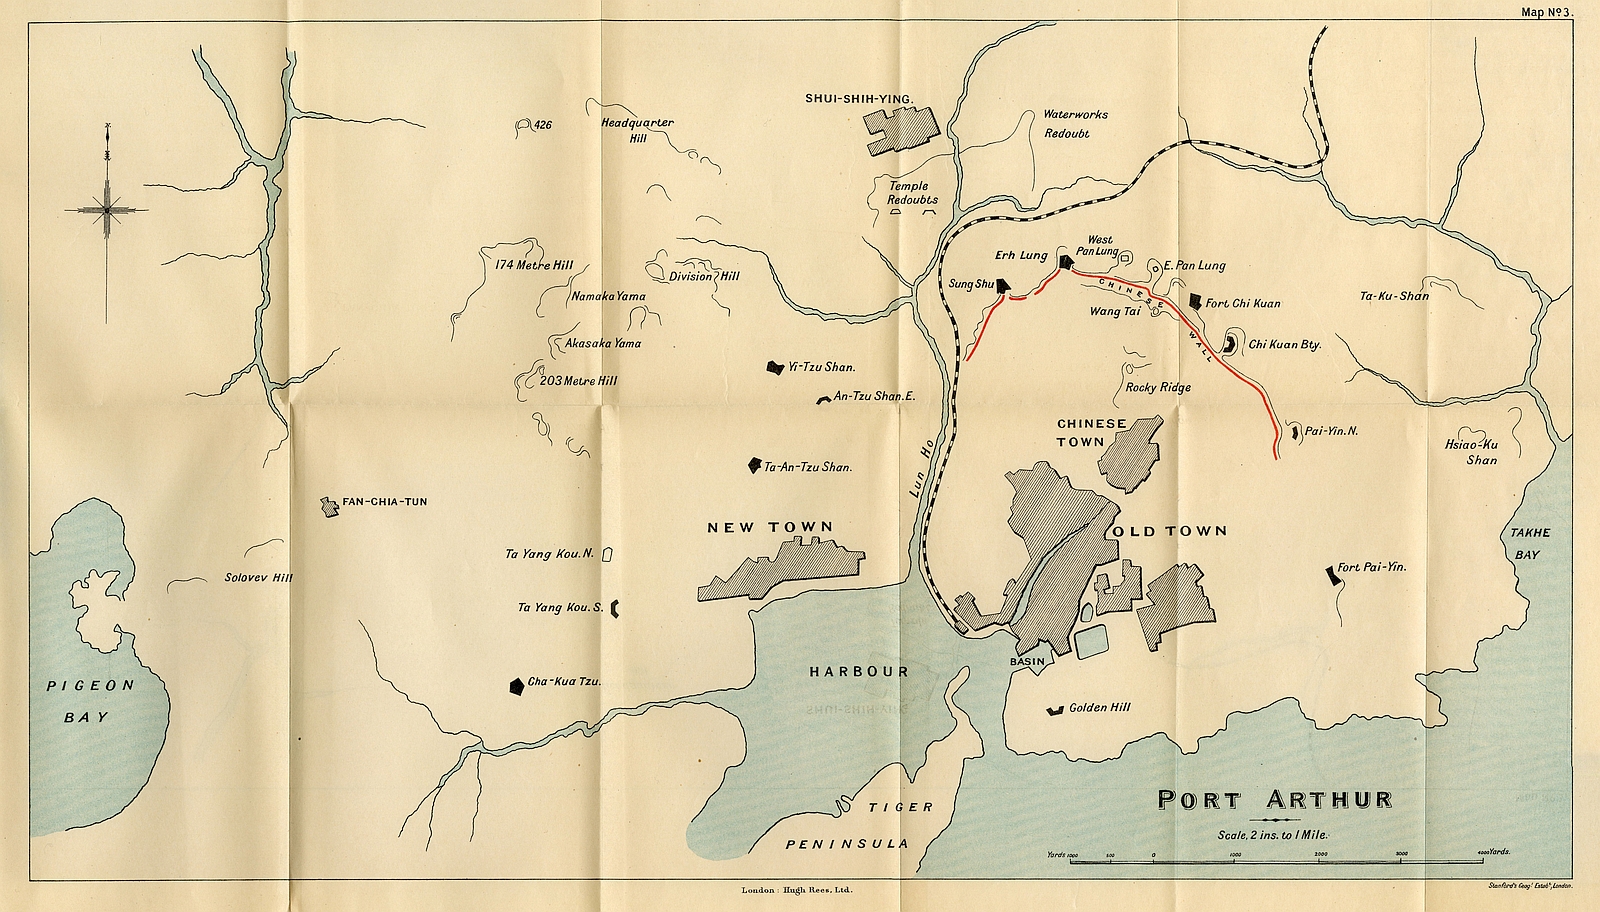 Map Nº 3.
SHUI-SHIH-YING.
426
Headquarter
Hill
Waterworks
Redoubt
Temple
Redoubts
174 Metre Hill
Division Hill
Namaka Yama
Akasaka Yama
203 Metre Hill
Erh Lung
West
Pan Lung
E. Pan Lung
Sung Shu
CHINESE
WALL
Wang Tai
Fort Chi Kuan
Chi Kuan Bty.
Ta-Ku-Shan
Yi-Tzu Shan.
An-Tzu Shan. E.
Rocky Ridge
CHINESE
TOWN
Pai-Yin. N.
Hsiao-Ku
Shan
Ta-An-Tzu Shan.
Lun Ho
FAN-CHIA-TUN
NEW TOWN
OLD TOWN
TAKHE
BAY
Ta Yang Kou. N.
Solovev Hill
Fort Pai-Yin.
Ta Yang Kou. S.
BASIN
HARBOUR
PIGEON
BAY
Cha-Kua Tzu.
Golden Hill
TIGER
PENINSULA
PORT ARTHUR
Scale, 2 ins. to 1 Mile.
Yards 1000 500 0 1000 2000 3000 4000 Yards.
London : Hugh Rees, Ltd.
Stanford's Geogl. Estabt., London.